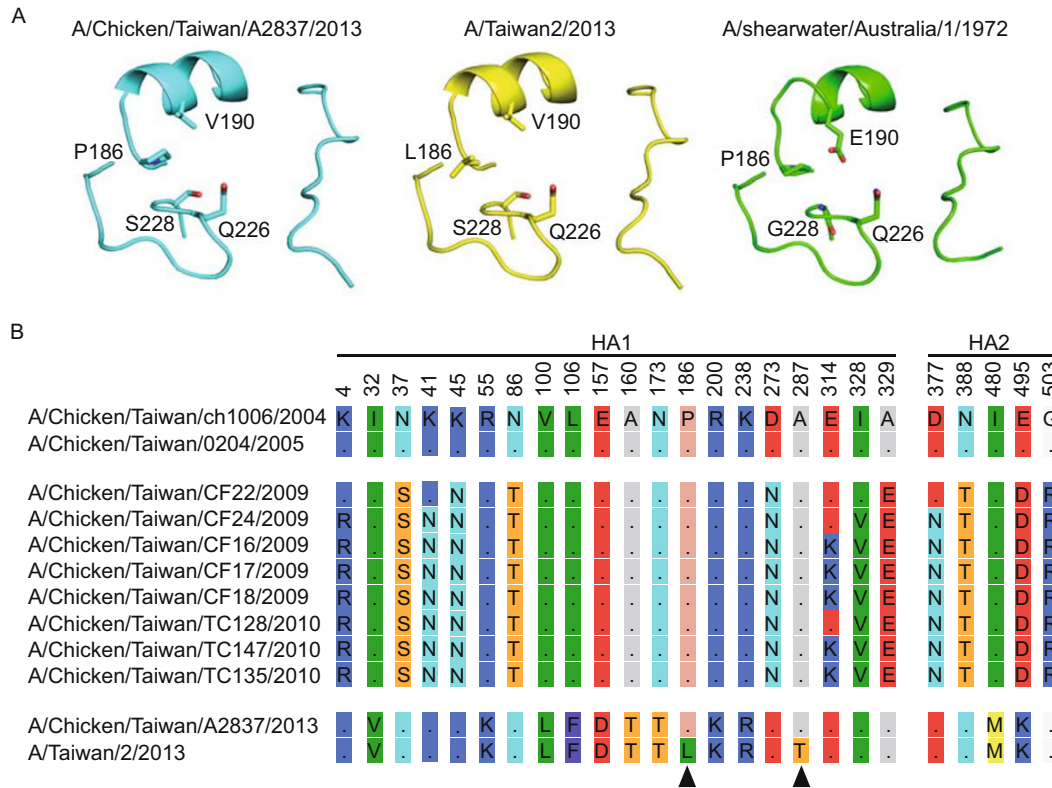 A
A/Chicken/Taiwan/A2837/2013 A/Taiwan2/2013 A/shearwater/Australia/1/1972
V190 V190 E190
P186 L186 P186
S228 Q226 S228 Q226 G228 Q226
B
HA1 HA2
4 32 37 41 45 55 86 100 106 157 160 173 186 200 238 273 287 314 328 329 377 388 480 495 503
A/Chicken/Taiwan/ch1006/2004 K I N K K R N V L E A N P R K D A E I A D N I E G
A/Chicken/Taiwan/0204/2005 . . . . . . . . . . . . . . . . . . . . . . . . .
A/Chicken/Taiwan/CF22/2009 . . S . N . T . . . . . . . . N . . . E . T . D
A/Chicken/Taiwan/CF24/2009 R . S N N . T . . . . . . . . N . . V E N T . D
A/Chicken/Taiwan/CF16/2009 R . S N N . T . . . . . . . . N . K V E N T . D
A/Chicken/Taiwan/CF17/2009 R . S N N . T . . . . . . . . N . K V E N T . D
A/Chicken/Taiwan/CF18/2009 R . S N N . T . . . . . . . . N . K V E N T . D
A/Chicken/Taiwan/TC128/2010 R . S N N . T . . . . . . . . N . . V E N T . D
A/Chicken/Taiwan/TC147/2010 R . S N N . T . . . . . . . . N . K V E N T . D
A/Chicken/Taiwan/TC135/2010 R . S N N . T . . . . . . . . N . K V E N T . D
A/Chicken/Taiwan/A2837/2013 . V . . . K . L F D T T . K R . . . . . . . M K .
A/Taiwan/2/2013 . V . . . K . L F D T T L K R . T . . . . . M K .